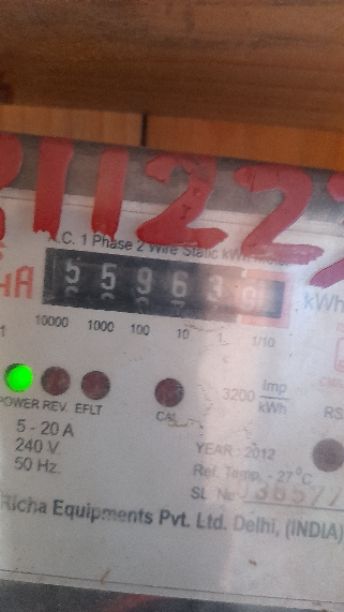 11227
A.C. 1 Phase 2 Wire Static kWh
HA 5 5 9 6 3 kWh
10000 1000 100 10 1 1/10
POWER REV. EFLT CAL 3200 Imp/kWh RS
5 - 20 A
240 V.
50 Hz.
YEAR : 2012
Ref. Temp. - 27°C
SL No
Richa Equipments Pvt. Ltd. Delhi, (INDIA)